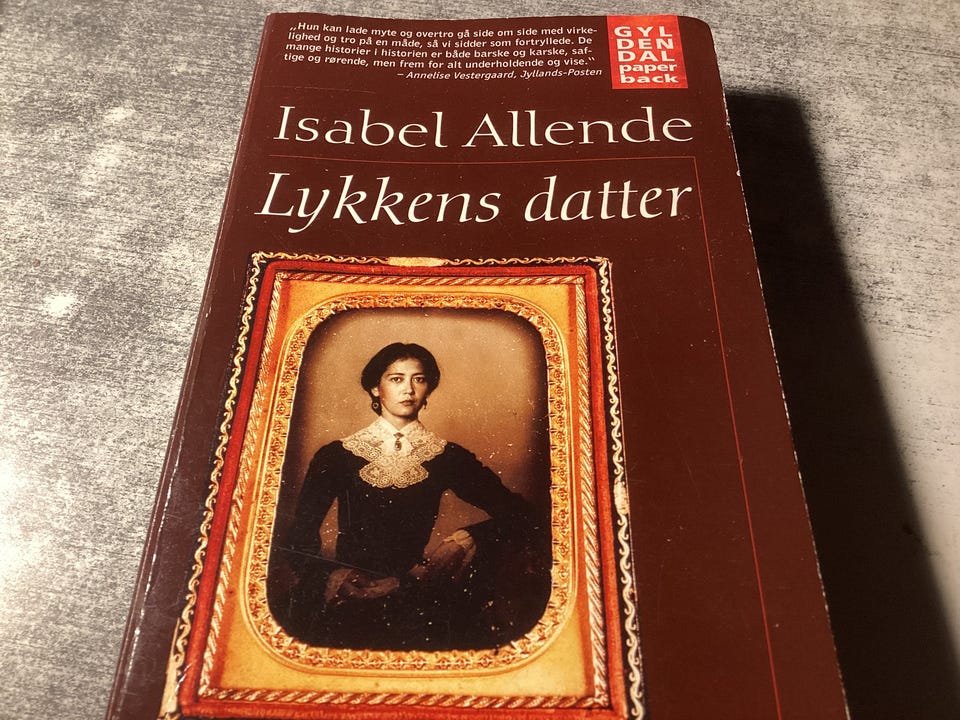 „Hun kan lade myte og overtro gå side om side med virke-
lighed og tro på en måde, så vi sidder som fortryllede. De
mange historier i historien er både barske og karske, saf-
tige og rørende, men frem for alt underholdende og vise.“
– Annelise Vestergaard, Jyllands-Posten
GYL
DEN
DAL
paper
back
Isabel Allende
Lykkens datter